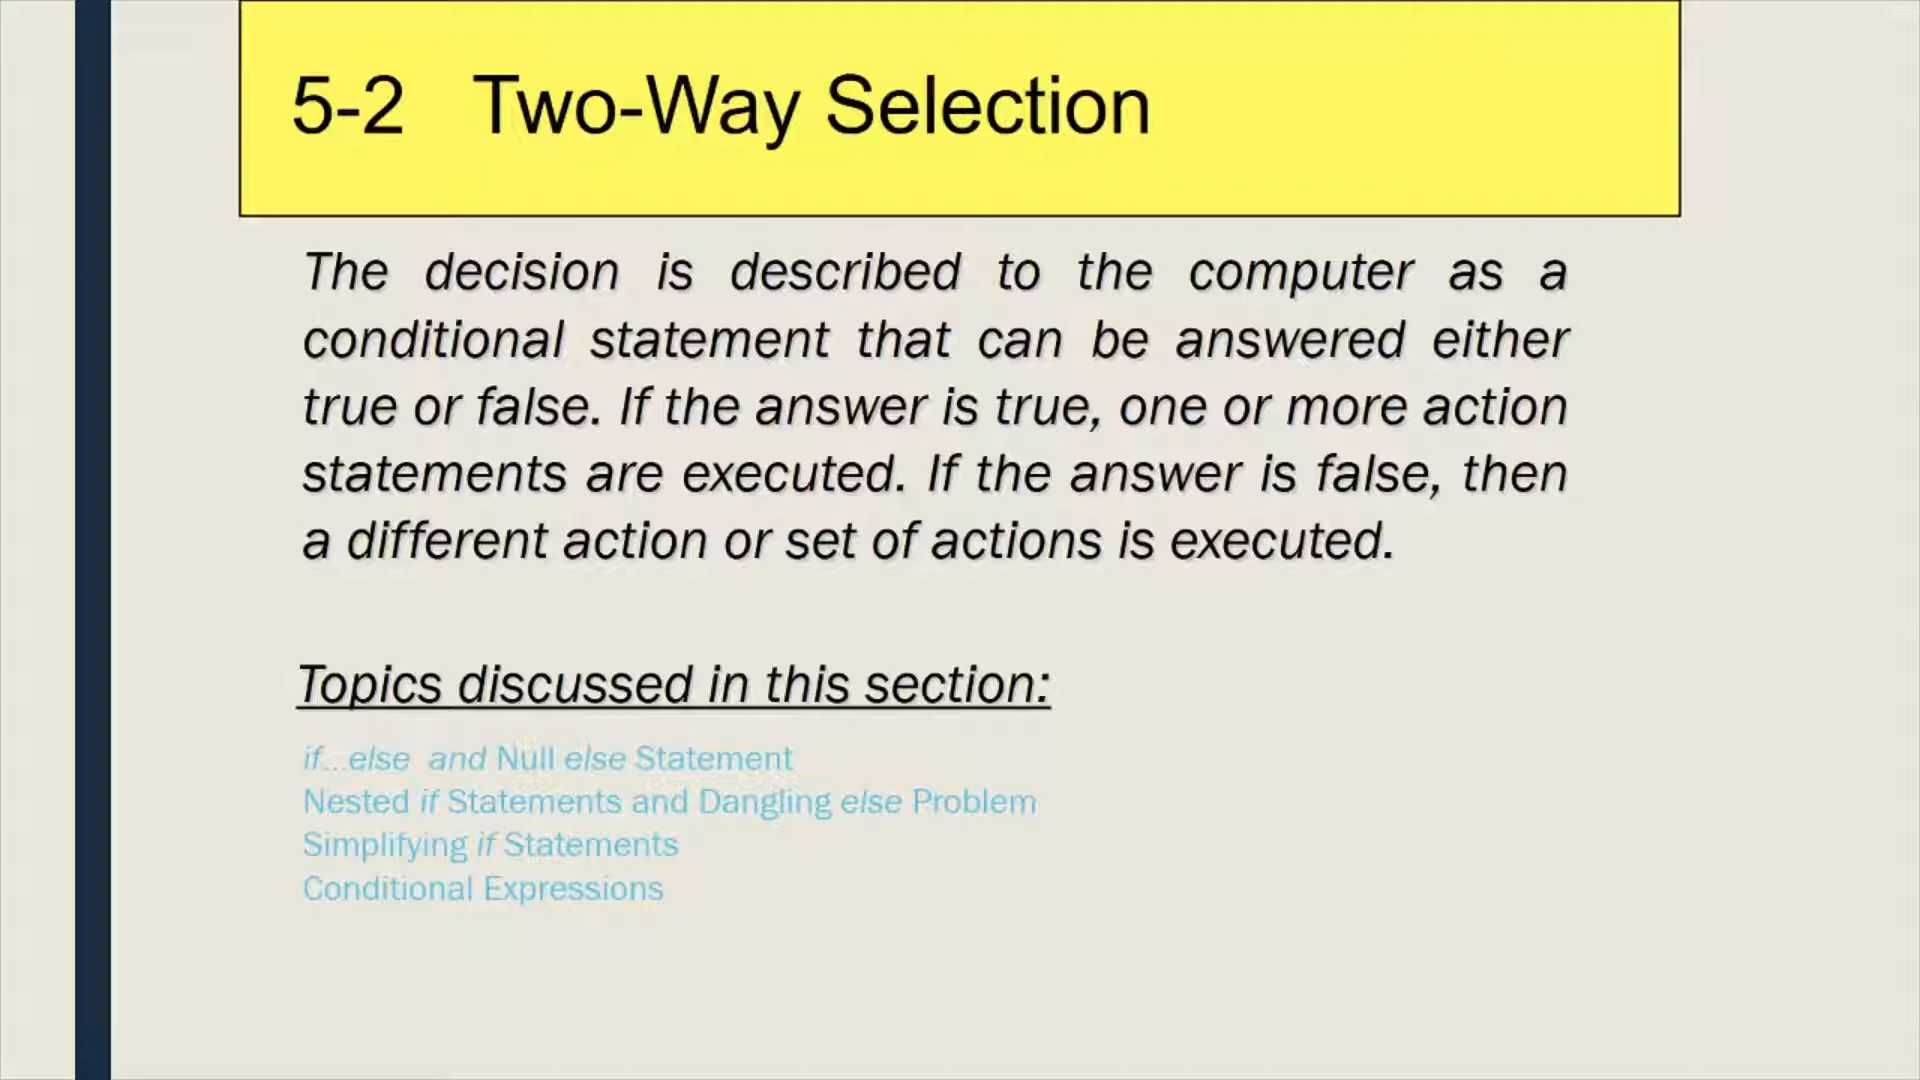 5-2 Two-Way Selection
The decision is described to the computer as a
conditional statement that can be answered either
true or false. If the answer is true, one or more action
statements are executed. If the answer is false, then
a different action or set of actions is executed.
Topics discussed in this section:
if…else and Null else Statement
Nested if Statements and Dangling else Problem
Simplifying if Statements
Conditional Expressions